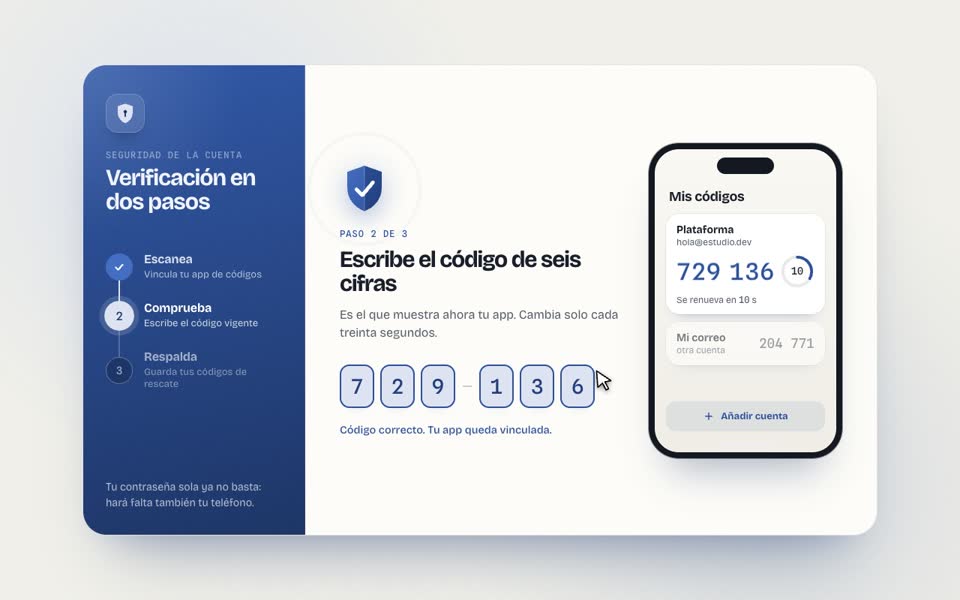 SEGURIDAD DE LA CUENTA
Verificación en
dos pasos
Escanea
Vincula tu app de códigos
2
Comprueba
Escribe el código vigente
3
Respalda
Guarda tus códigos de
rescate
Tu contraseña sola ya no basta:
hará falta también tu teléfono.
PASO 2 DE 3
Escribe el código de seis
cifras
Es el que muestra ahora tu app. Cambia solo cada
treinta segundos.
7 2 9 – 1 3 6
Código correcto. Tu app queda vinculada.
Mis códigos
Plataforma
hola@estudio.dev
729 136
10
Se renueva en 10 s
Mi correo
otra cuenta
204 771
+ Añadir cuenta